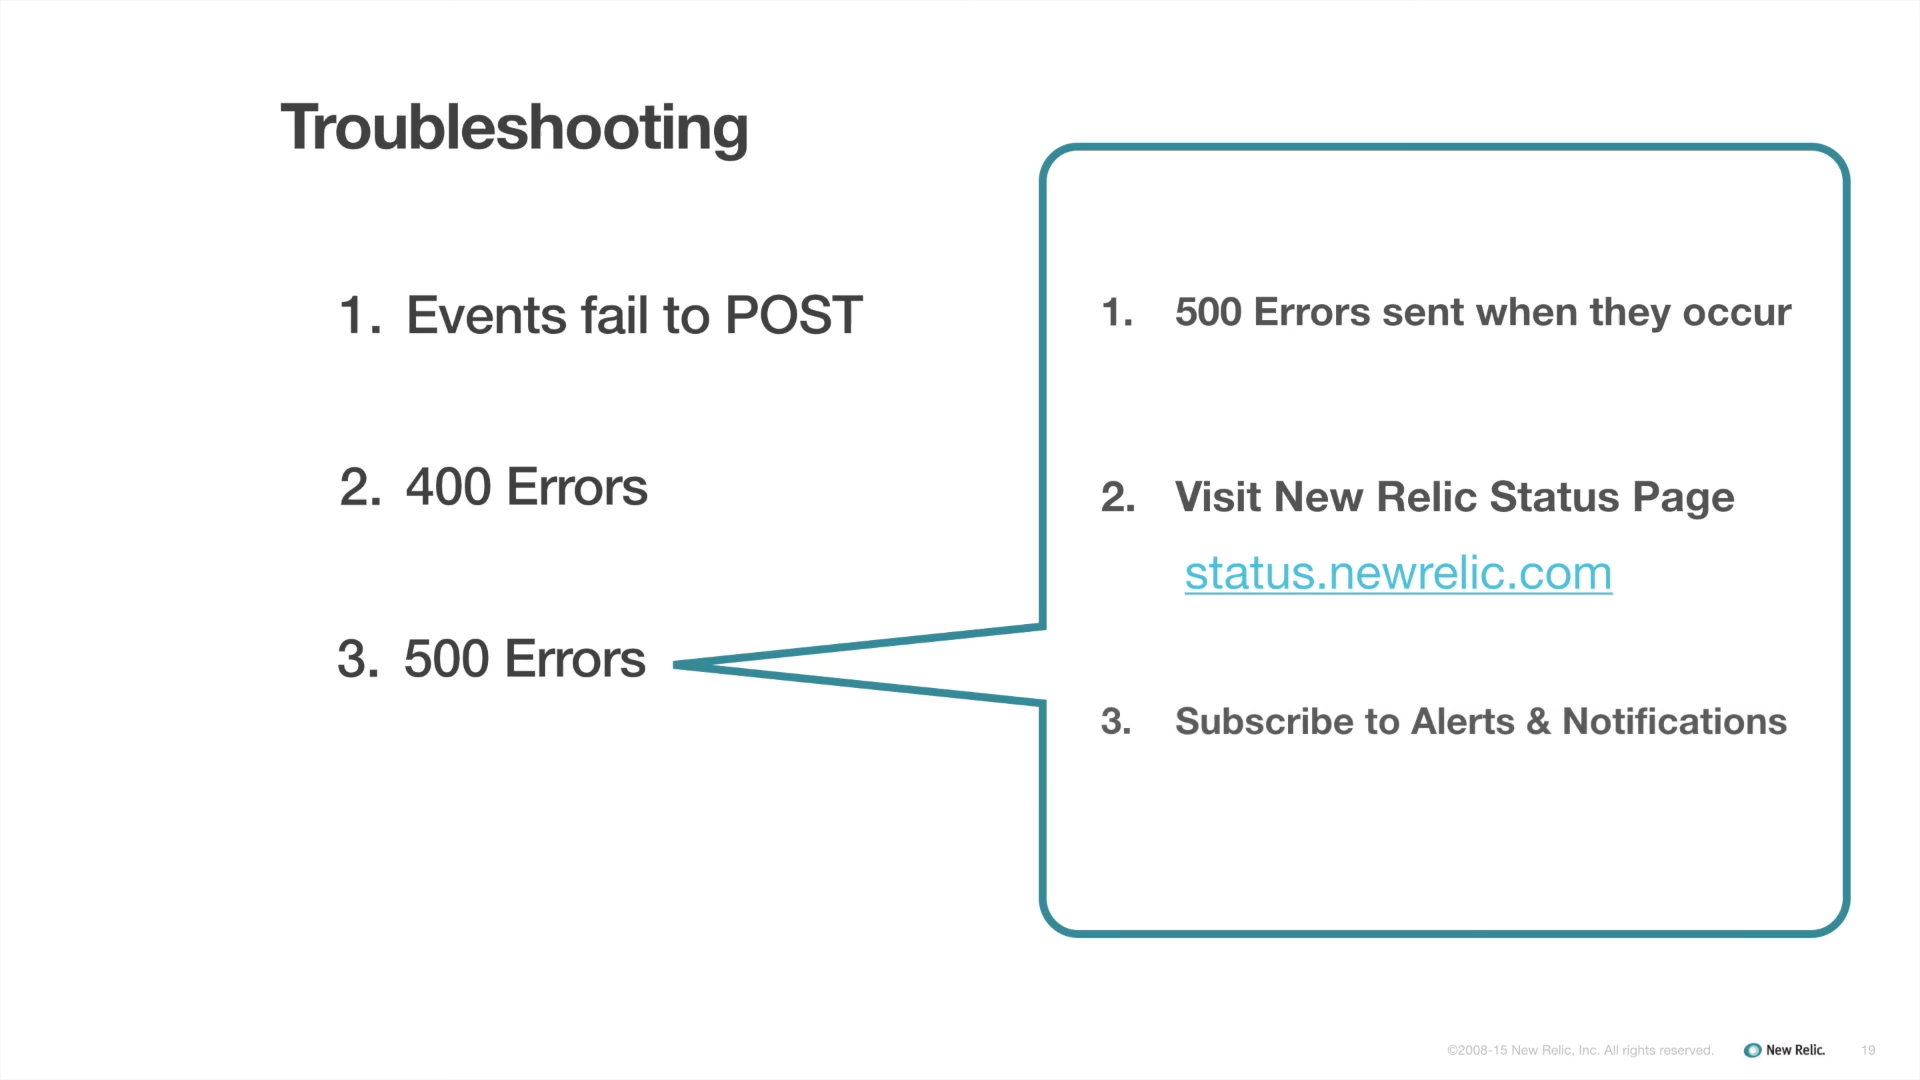 Troubleshooting
1. Events fail to POST
2. 400 Errors
3. 500 Errors
1. 500 Errors sent when they occur
2. Visit New Relic Status Page
status.newrelic.com
3. Subscribe to Alerts & Notifications
©2008-15 New Relic, Inc. All rights reserved. New Relic. 19